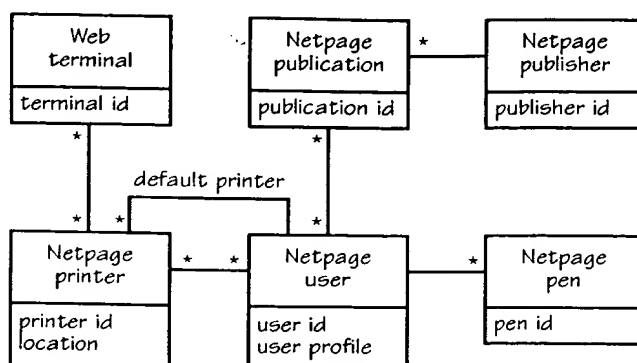 Web
terminal
terminal id
Netpage
publication
publication id
*
Netpage
publisher
publisher id
*
*
*
*
default printer
*
Netpage
printer
printer id
location
*
*
Netpage
user
user id
user profile
*
Netpage
pen
pen id